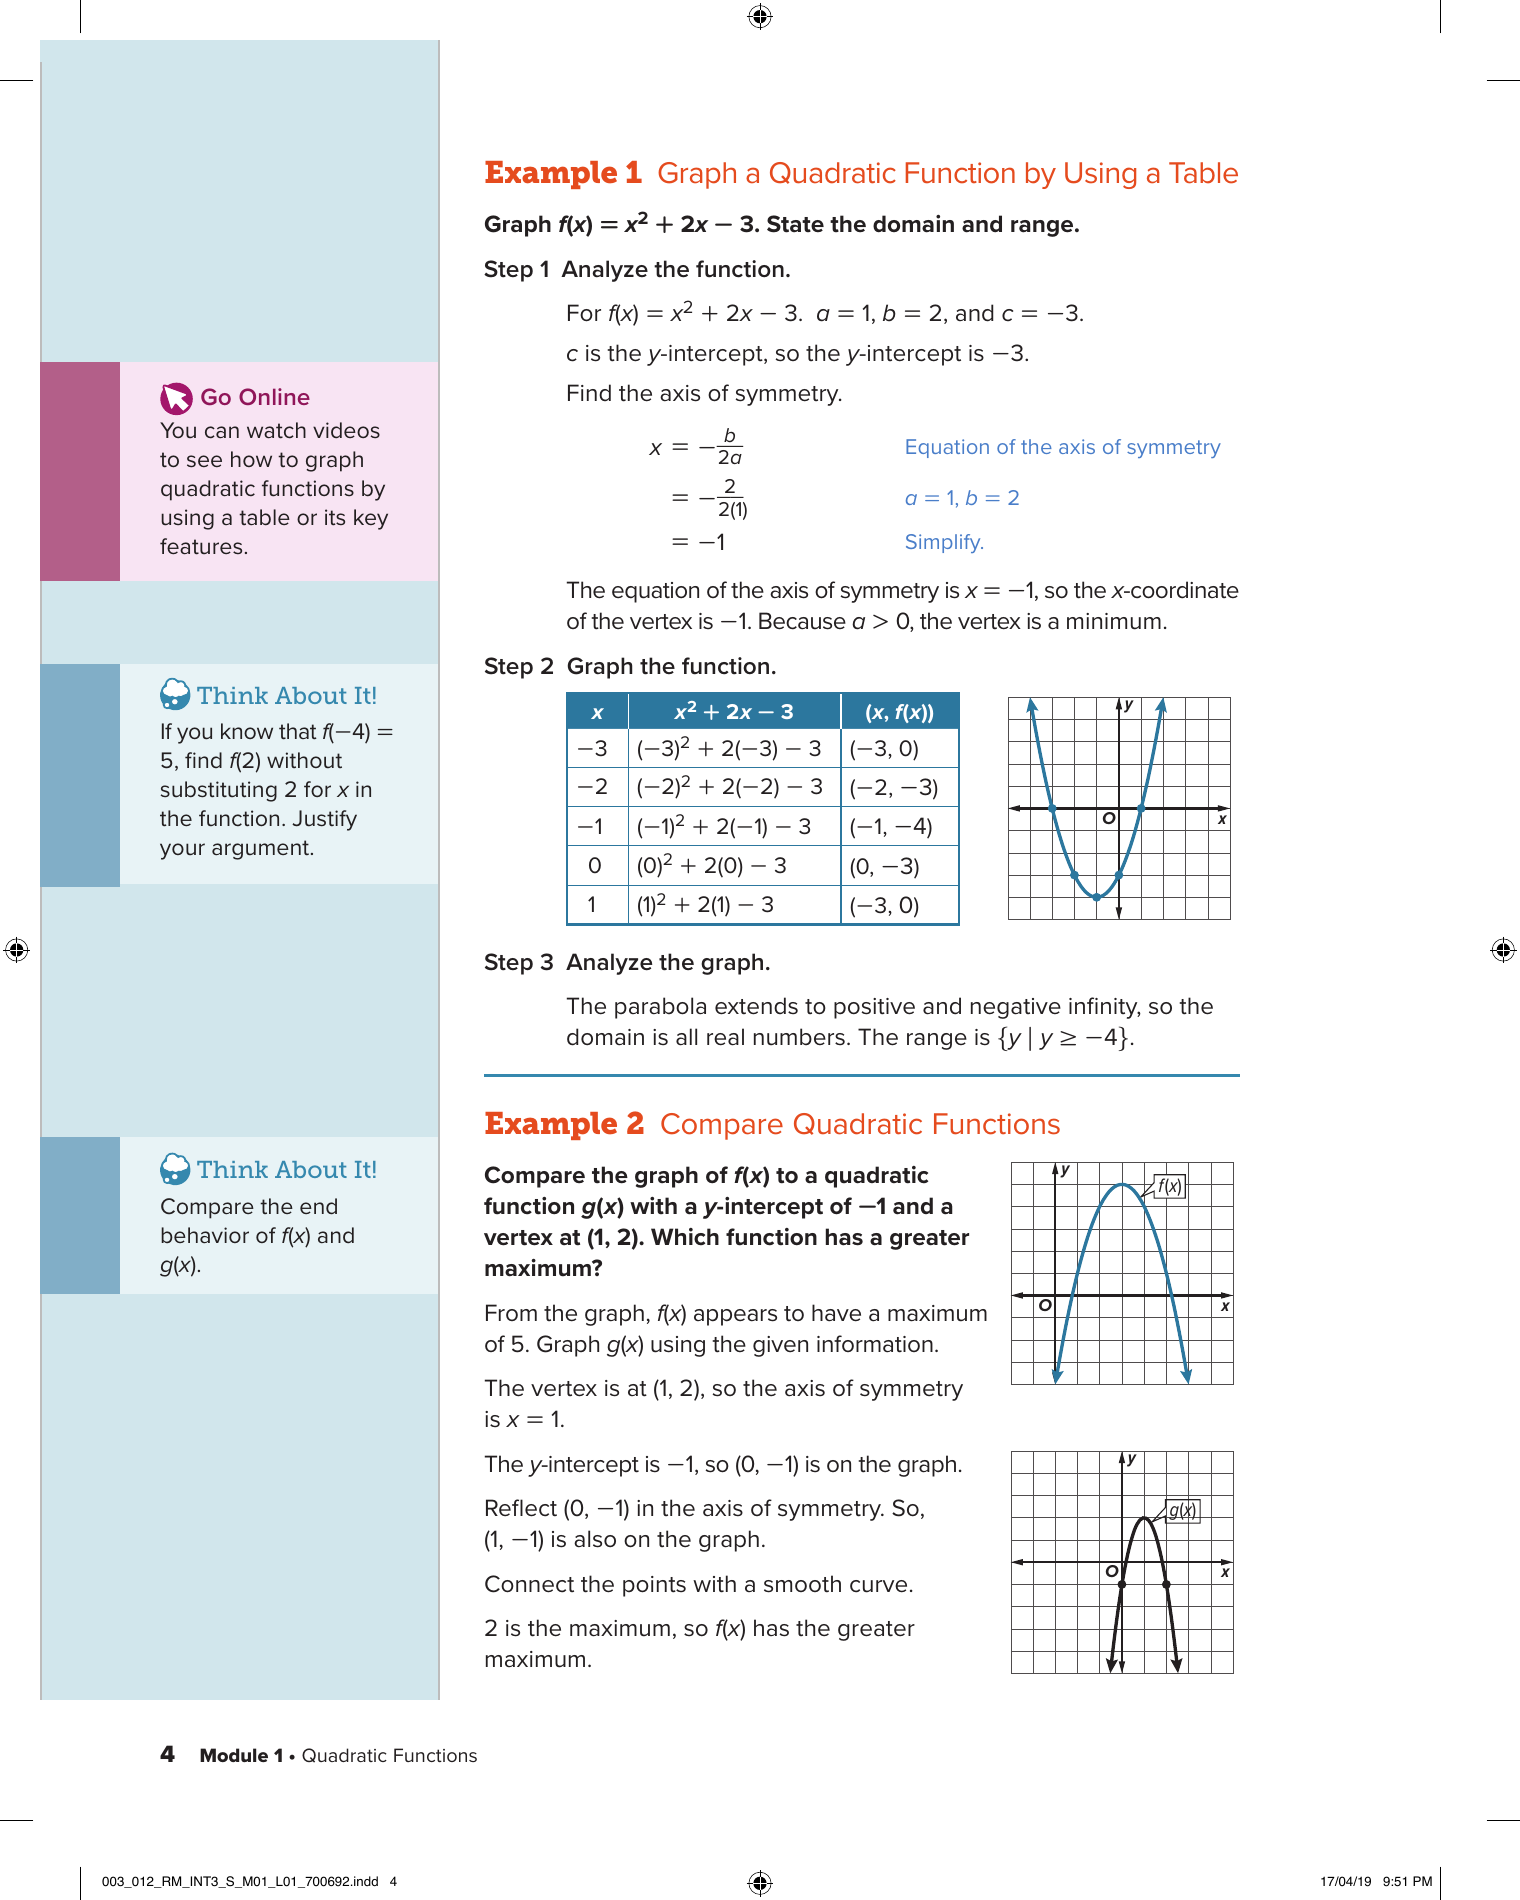 Go Online
You can watch videos
to see how to graph
quadratic functions by
using a table or its key
features.
Think About It!
If you know that f(−4) =
5, find f(2) without
substituting 2 for x in
the function. Justify
your argument.
Think About It!
Compare the end
behavior of f(x) and
g(x).
Example 1 Graph a Quadratic Function by Using a Table
Graph f(x) = x² + 2x − 3. State the domain and range.
Step 1 Analyze the function.
For f(x) = x² + 2x − 3. a = 1, b = 2, and c = −3.
c is the y-intercept, so the y-intercept is −3.
Find the axis of symmetry.
x = −b/2a Equation of the axis of symmetry
= −2/2(1) a = 1, b = 2
= −1 Simplify.
The equation of the axis of symmetry is x = −1, so the x-coordinate
of the vertex is −1. Because a > 0, the vertex is a minimum.
Step 2 Graph the function.
x x² + 2x − 3 (x, f(x))
−3 (−3)² + 2(−3) − 3 (−3, 0)
−2 (−2)² + 2(−2) − 3 (−2, −3)
−1 (−1)² + 2(−1) − 3 (−1, −4)
0 (0)² + 2(0) − 3 (0, −3)
1 (1)² + 2(1) − 3 (−3, 0)
y
O
x
Step 3 Analyze the graph.
The parabola extends to positive and negative infinity, so the
domain is all real numbers. The range is {y | y ≥ −4}.
Example 2 Compare Quadratic Functions
Compare the graph of f(x) to a quadratic
function g(x) with a y-intercept of −1 and a
vertex at (1, 2). Which function has a greater
maximum?
From the graph, f(x) appears to have a maximum
of 5. Graph g(x) using the given information.
The vertex is at (1, 2), so the axis of symmetry
is x = 1.
The y-intercept is −1, so (0, −1) is on the graph.
Reflect (0, −1) in the axis of symmetry. So,
(1, −1) is also on the graph.
Connect the points with a smooth curve.
2 is the maximum, so f(x) has the greater
maximum.
y
f(x)
O
x
y
g(x)
O
x
4 Module 1 • Quadratic Functions
003_012_RM_INT3_S_M01_L01_700692.indd 4
17/04/19 9:51 PM